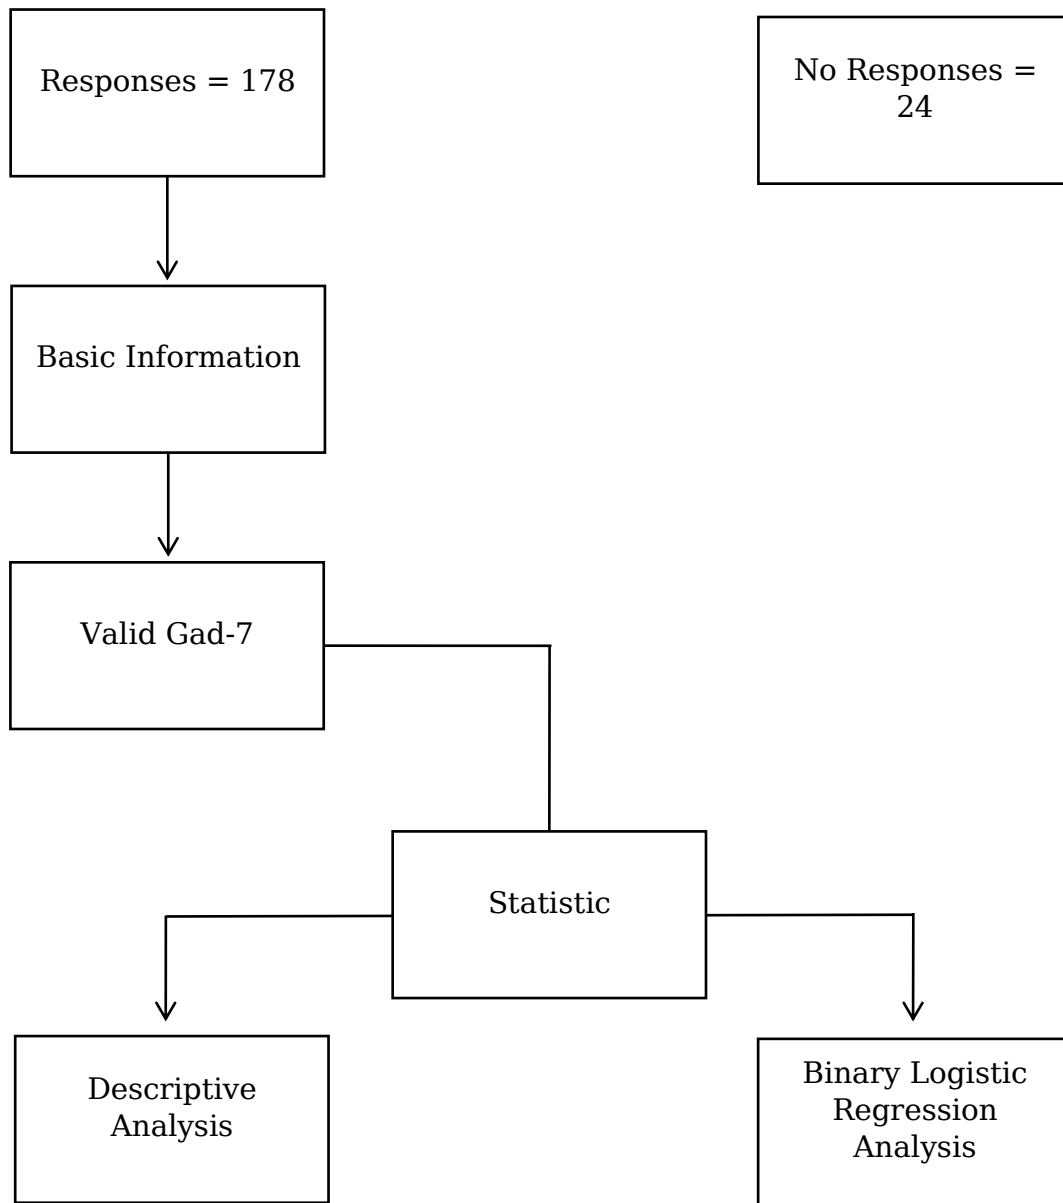 Responses = 178
No Responses =
24
Basic Information
Valid Gad-7
Statistic
Descriptive
Analysis
Binary Logistic
Regression
Analysis